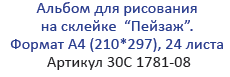 Альбом для рисования
на склейке “Пейзаж”.
Формат А4 (210*297), 24 листа
Артикул 30С 1781-08